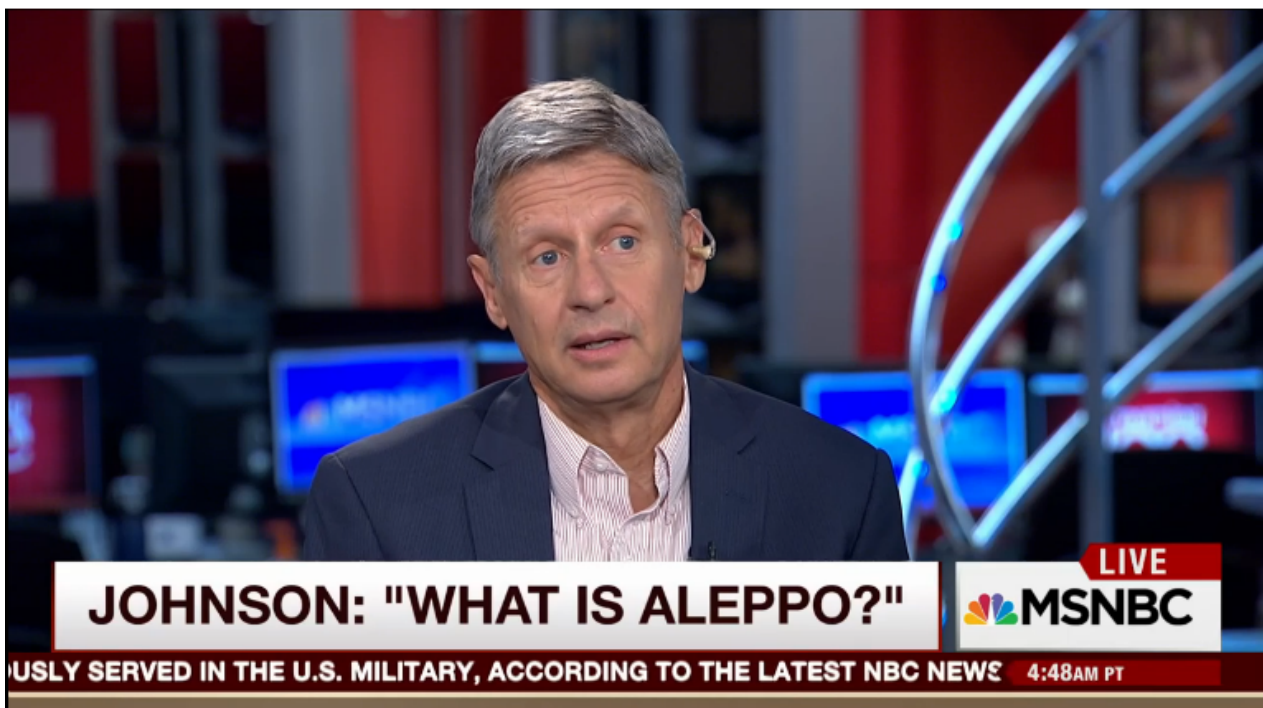 LIVE
JOHNSON: "WHAT IS ALEPPO?"
MSNBC
USLY SERVED IN THE U.S. MILITARY, ACCORDING TO THE LATEST NBC NEWS
4:48AM PT